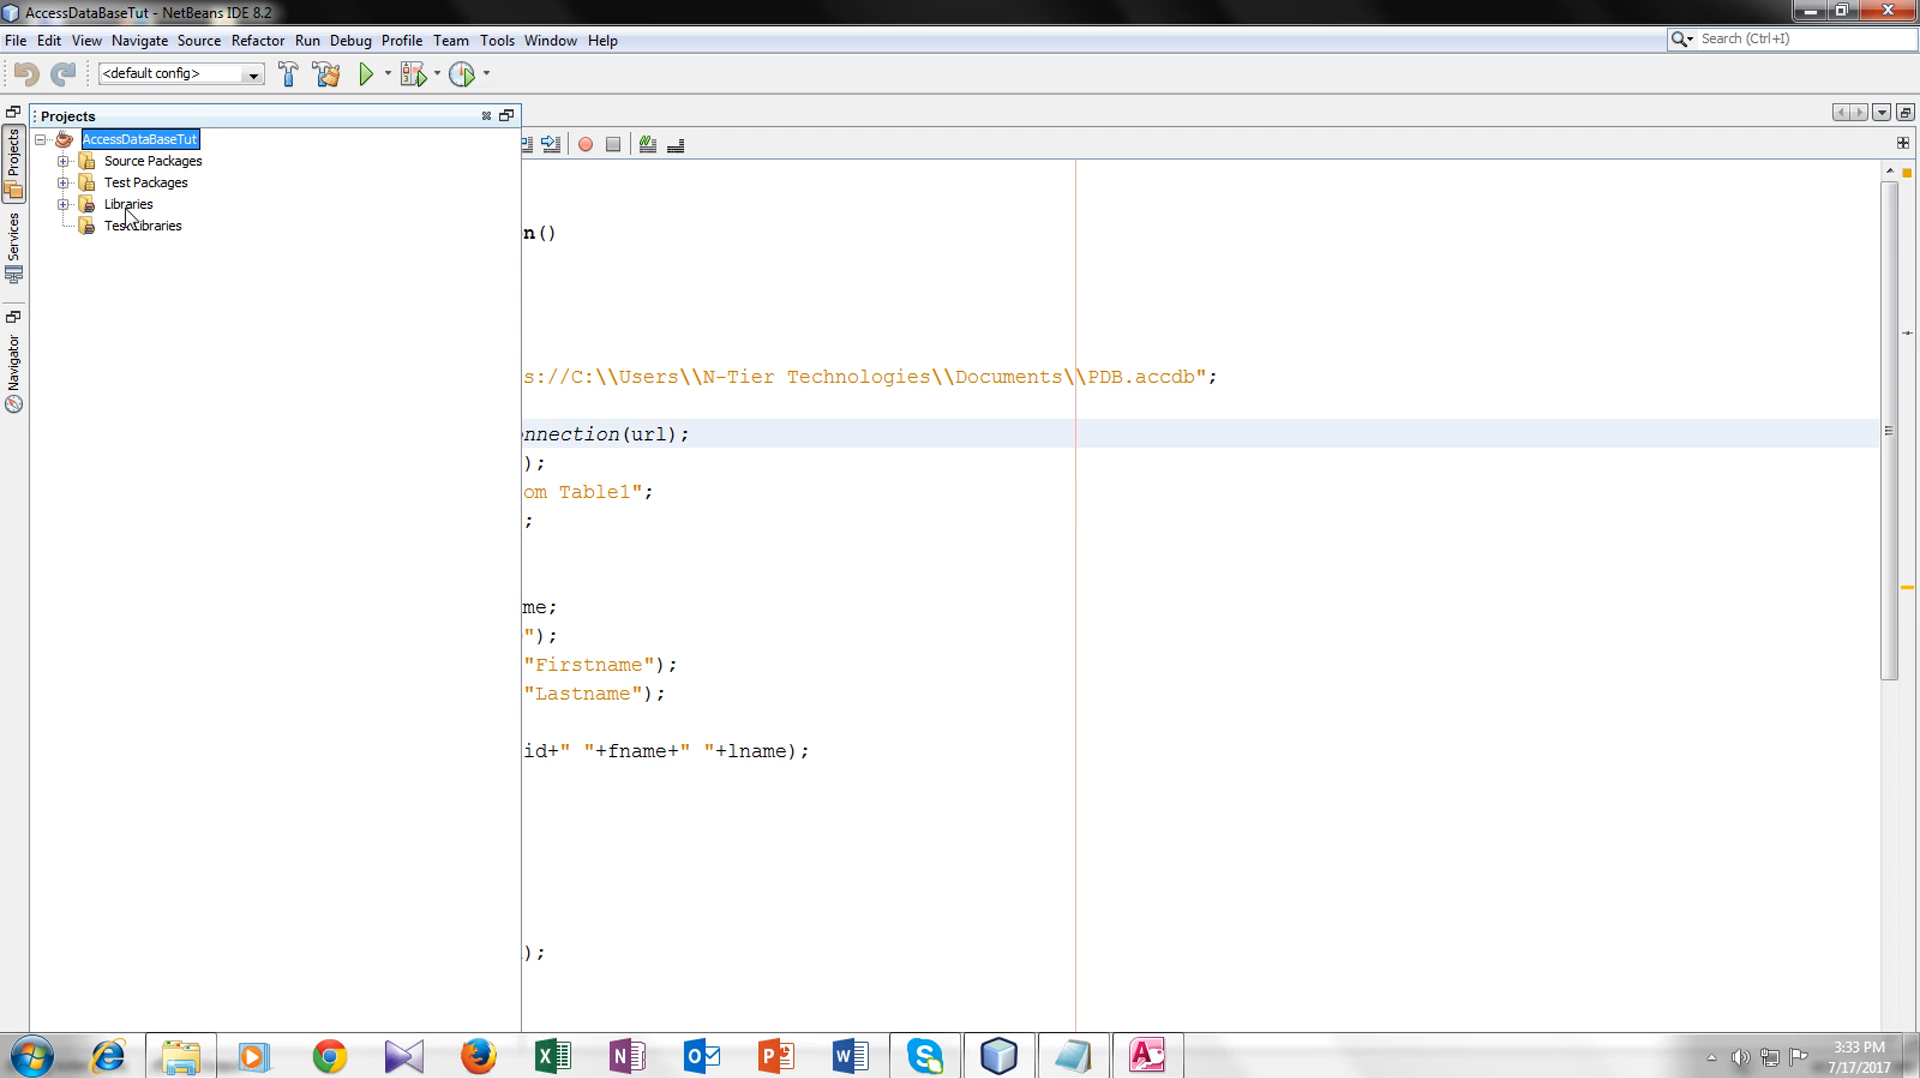 AccessDataBaseTut - NetBeans IDE 8.2
File Edit View Navigate Source Refactor Run Debug Profile Team Tools Window Help
Search (Ctrl+I)
<default config>
Projects
AccessDataBaseTut
Source Packages
Test Packages
Libraries
Test Libraries
Projects
Services
Navigator
n()
s://C:\\Users\\N-Tier Technologies\\Documents\\PDB.accdb";
nnection(url);
);
om Table1";
;
me;
");
"Firstname");
"Lastname");
id+" "+fname+" "+lname);
);
3:33 PM
7/17/2017